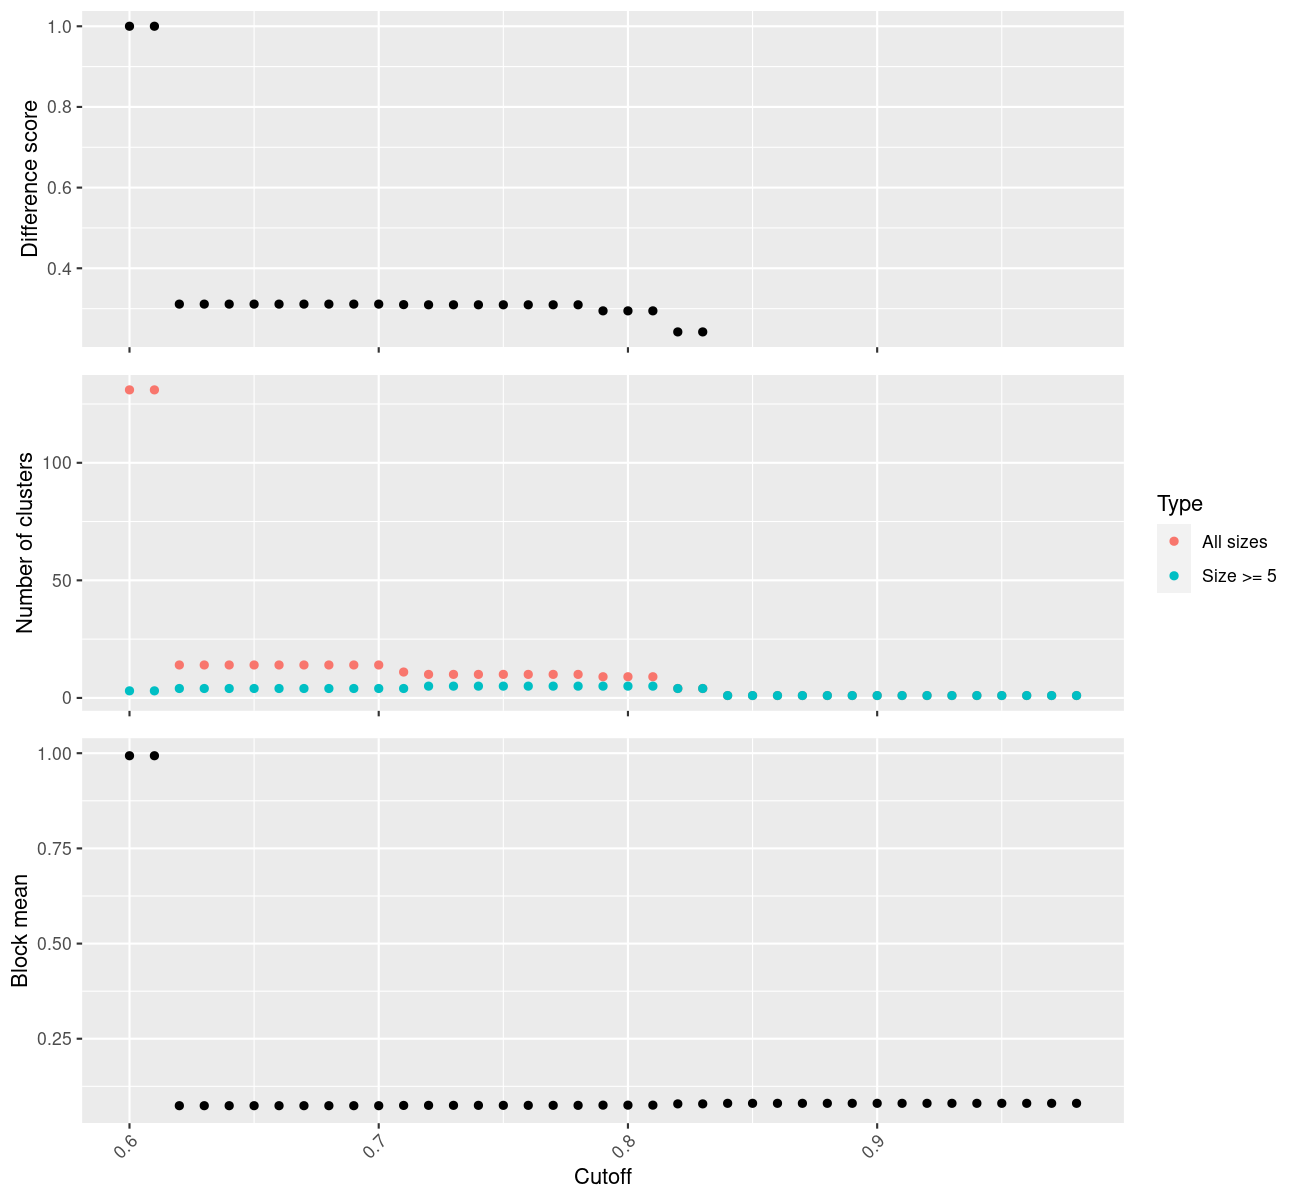 Difference score
1.0
0.8
0.6
0.4
Number of clusters
100
50
0
Type
All sizes
Size >= 5
Block mean
1.00
0.75
0.50
0.25
0.6 0.7 0.8 0.9
Cutoff